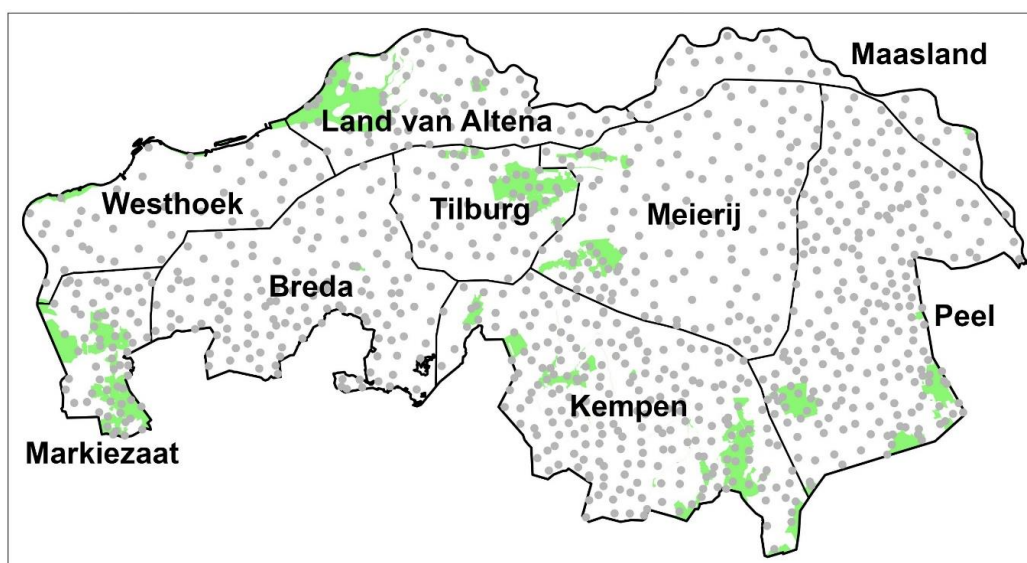 Maasland
Land van Altena
Westhoek
Tilburg
Meierij
Breda
Peel
Kempen
Markiezaat